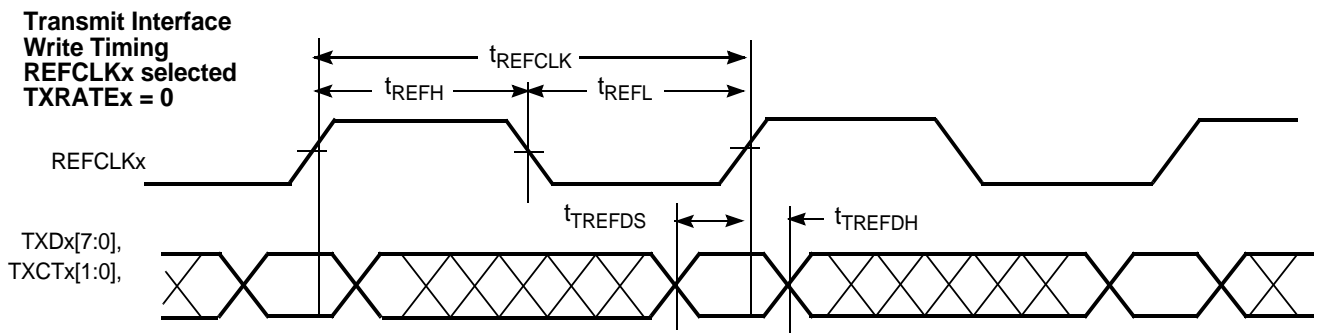 Transmit Interface
Write Timing
REFCLKx selected
TXRATEx = 0
tREFCLK
tREFH
tREFL
REFCLKx
tTREFDS
tTREFDH
TXDx[7:0],
TXCTx[1:0],